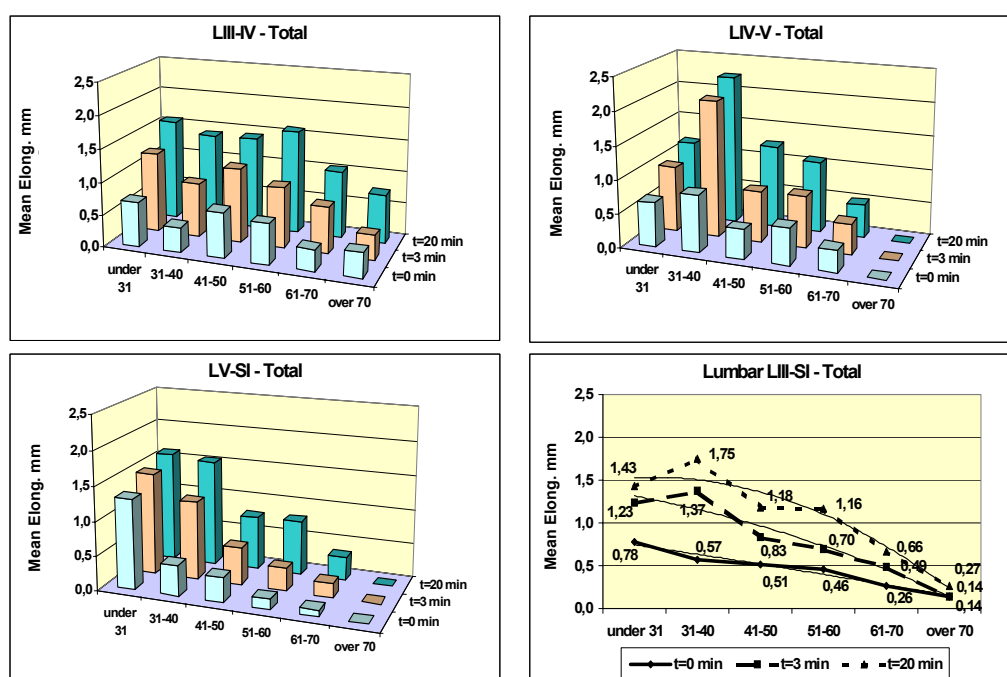 LIII-IV - Total
Mean Elong. mm
2,5
2,0
1,5
1,0
0,5
0,0
under 31
31-40
41-50
51-60
61-70
over 70
t=20 min
t=3 min
t=0 min
LIV-V - Total
Mean Elong. mm
2,5
2,0
1,5
1,0
0,5
0,0
under 31
31-40
41-50
51-60
61-70
over 70
t=20 min
t=3 min
t=0 min
LV-SI - Total
Mean Elong. mm
2,5
2,0
1,5
1,0
0,5
0,0
under 31
31-40
41-50
51-60
61-70
over 70
t=20 min
t=3 min
t=0 min
Lumbar LIII-SI - Total
Mean Elong. mm
2,5
2,0
1,5
1,0
0,5
0,0
1,43 1,75 1,18 1,16 0,66 0,27
1,23 1,37 0,83 0,70 0,49 0,14
0,78 0,57 0,51 0,46 0,26 0,14
under 31 31-40 41-50 51-60 61-70 over 70
t=0 min t=3 min t=20 min